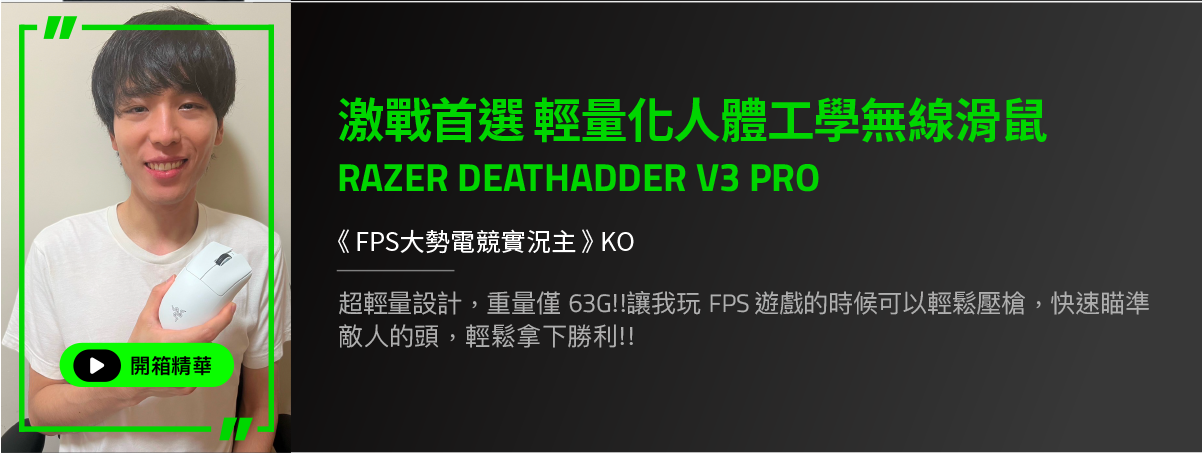 激戰首選 輕量化人體工學無線滑鼠
RAZER DEATHADDER V3 PRO
《 FPS大勢電競實況主 》KO
超輕量設計，重量僅 63G!!讓我玩 FPS 遊戲的時候可以輕鬆壓槍，快速瞄準
敵人的頭，輕鬆拿下勝利!!
開箱精華